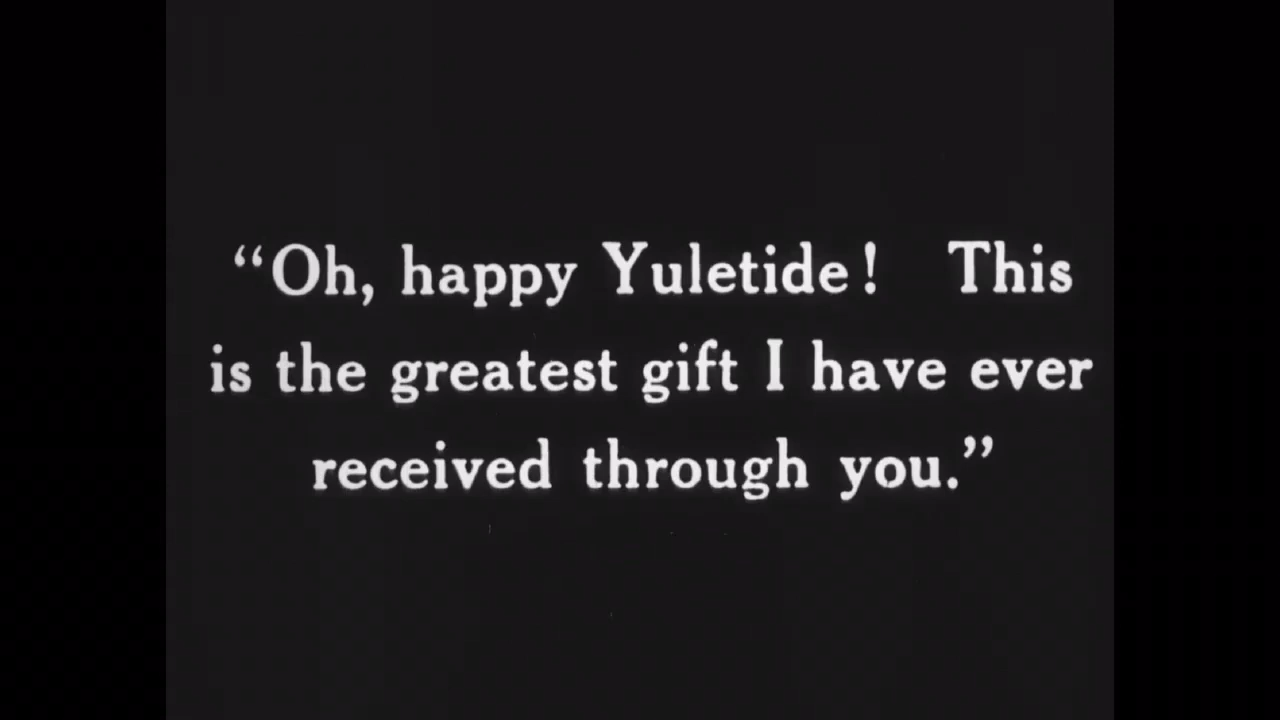 “Oh, happy Yuletide! This
is the greatest gift I have ever
received through you.”